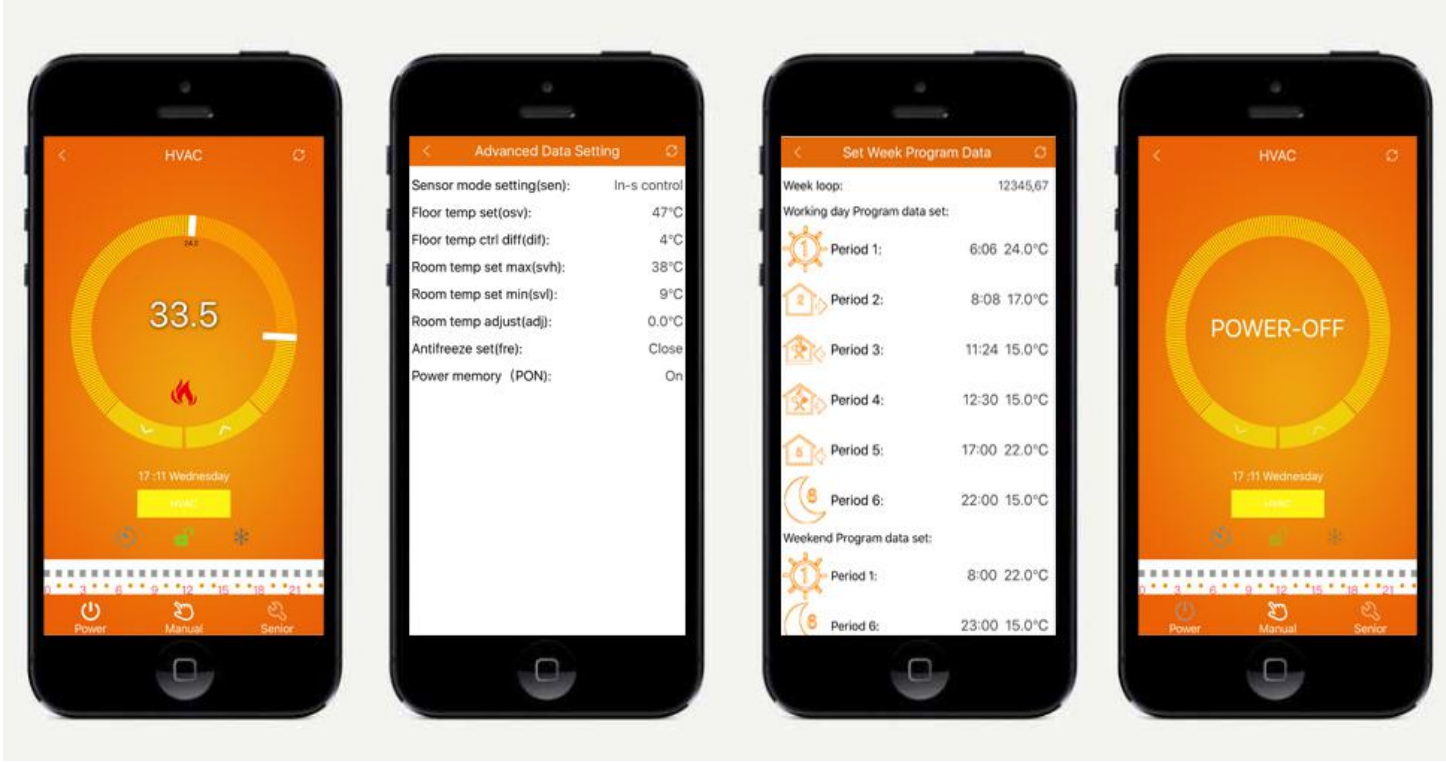 HVAC
24.0
33.5
17 :11 Wednesday
HVAC
0 3 6 9 12 15 18 21
Power Manual Senior
Advanced Data Setting
Sensor mode setting(sen): In-s control
Floor temp set(osv): 47°C
Floor temp ctrl diff(dif): 4°C
Room temp set max(svh): 38°C
Room temp set min(svl): 9°C
Room temp adjust(adj): 0.0°C
Antifreeze set(fre): Close
Power memory（PON): On
Set Week Program Data
Week loop: 12345,67
Working day Program data set:
1 Period 1: 6:06 24.0°C
2 Period 2: 8:08 17.0°C
Period 3: 11:24 15.0°C
Period 4: 12:30 15.0°C
5 Period 5: 17:00 22.0°C
6 Period 6: 22:00 15.0°C
Weekend Program data set:
1 Period 1: 8:00 22.0°C
6 Period 6: 23:00 15.0°C
HVAC
POWER-OFF
17 :11 Wednesday
HVAC
0 3 6 9 12 15 18 21
Power Manual Senior